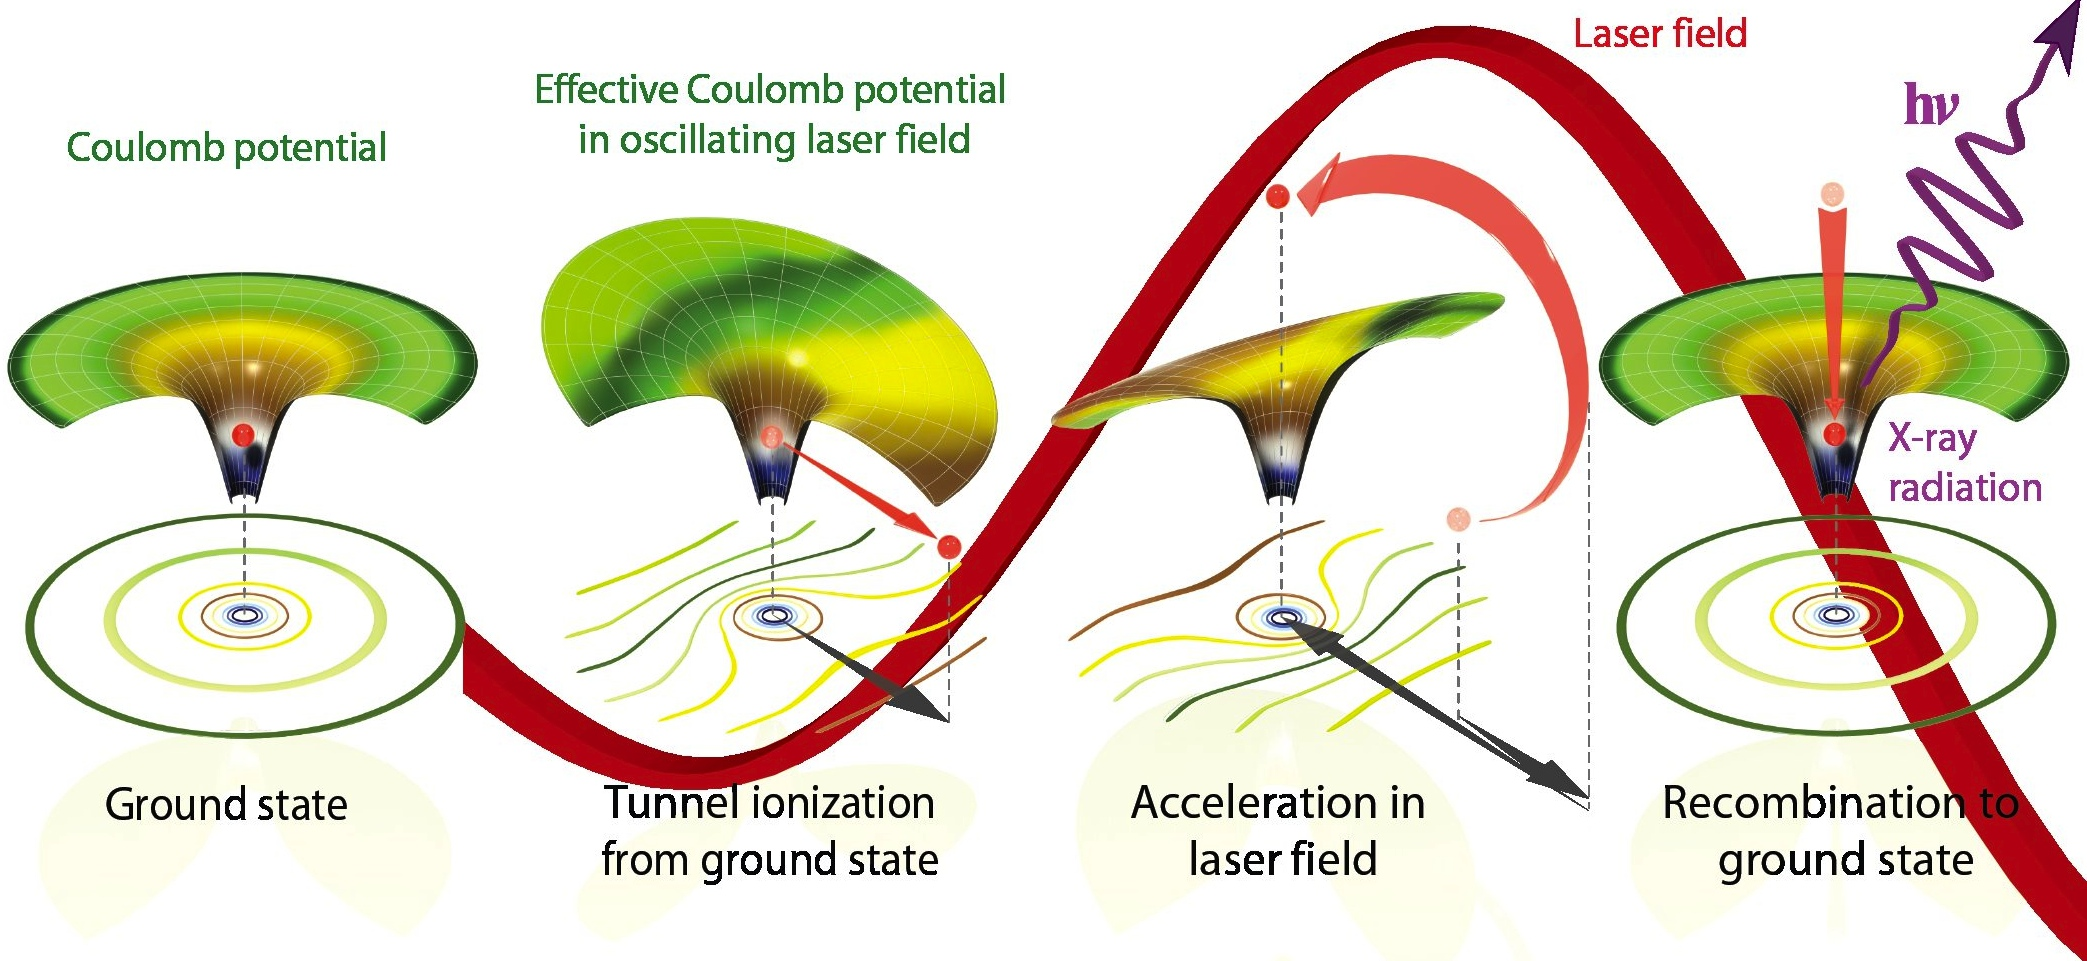 Laser field
Effective Coulomb potential
in oscillating laser field
Coulomb potential
hν
X-ray
radiation
Ground state
Tunnel ionization
from ground state
Acceleration in
laser field
Recombination to
ground state